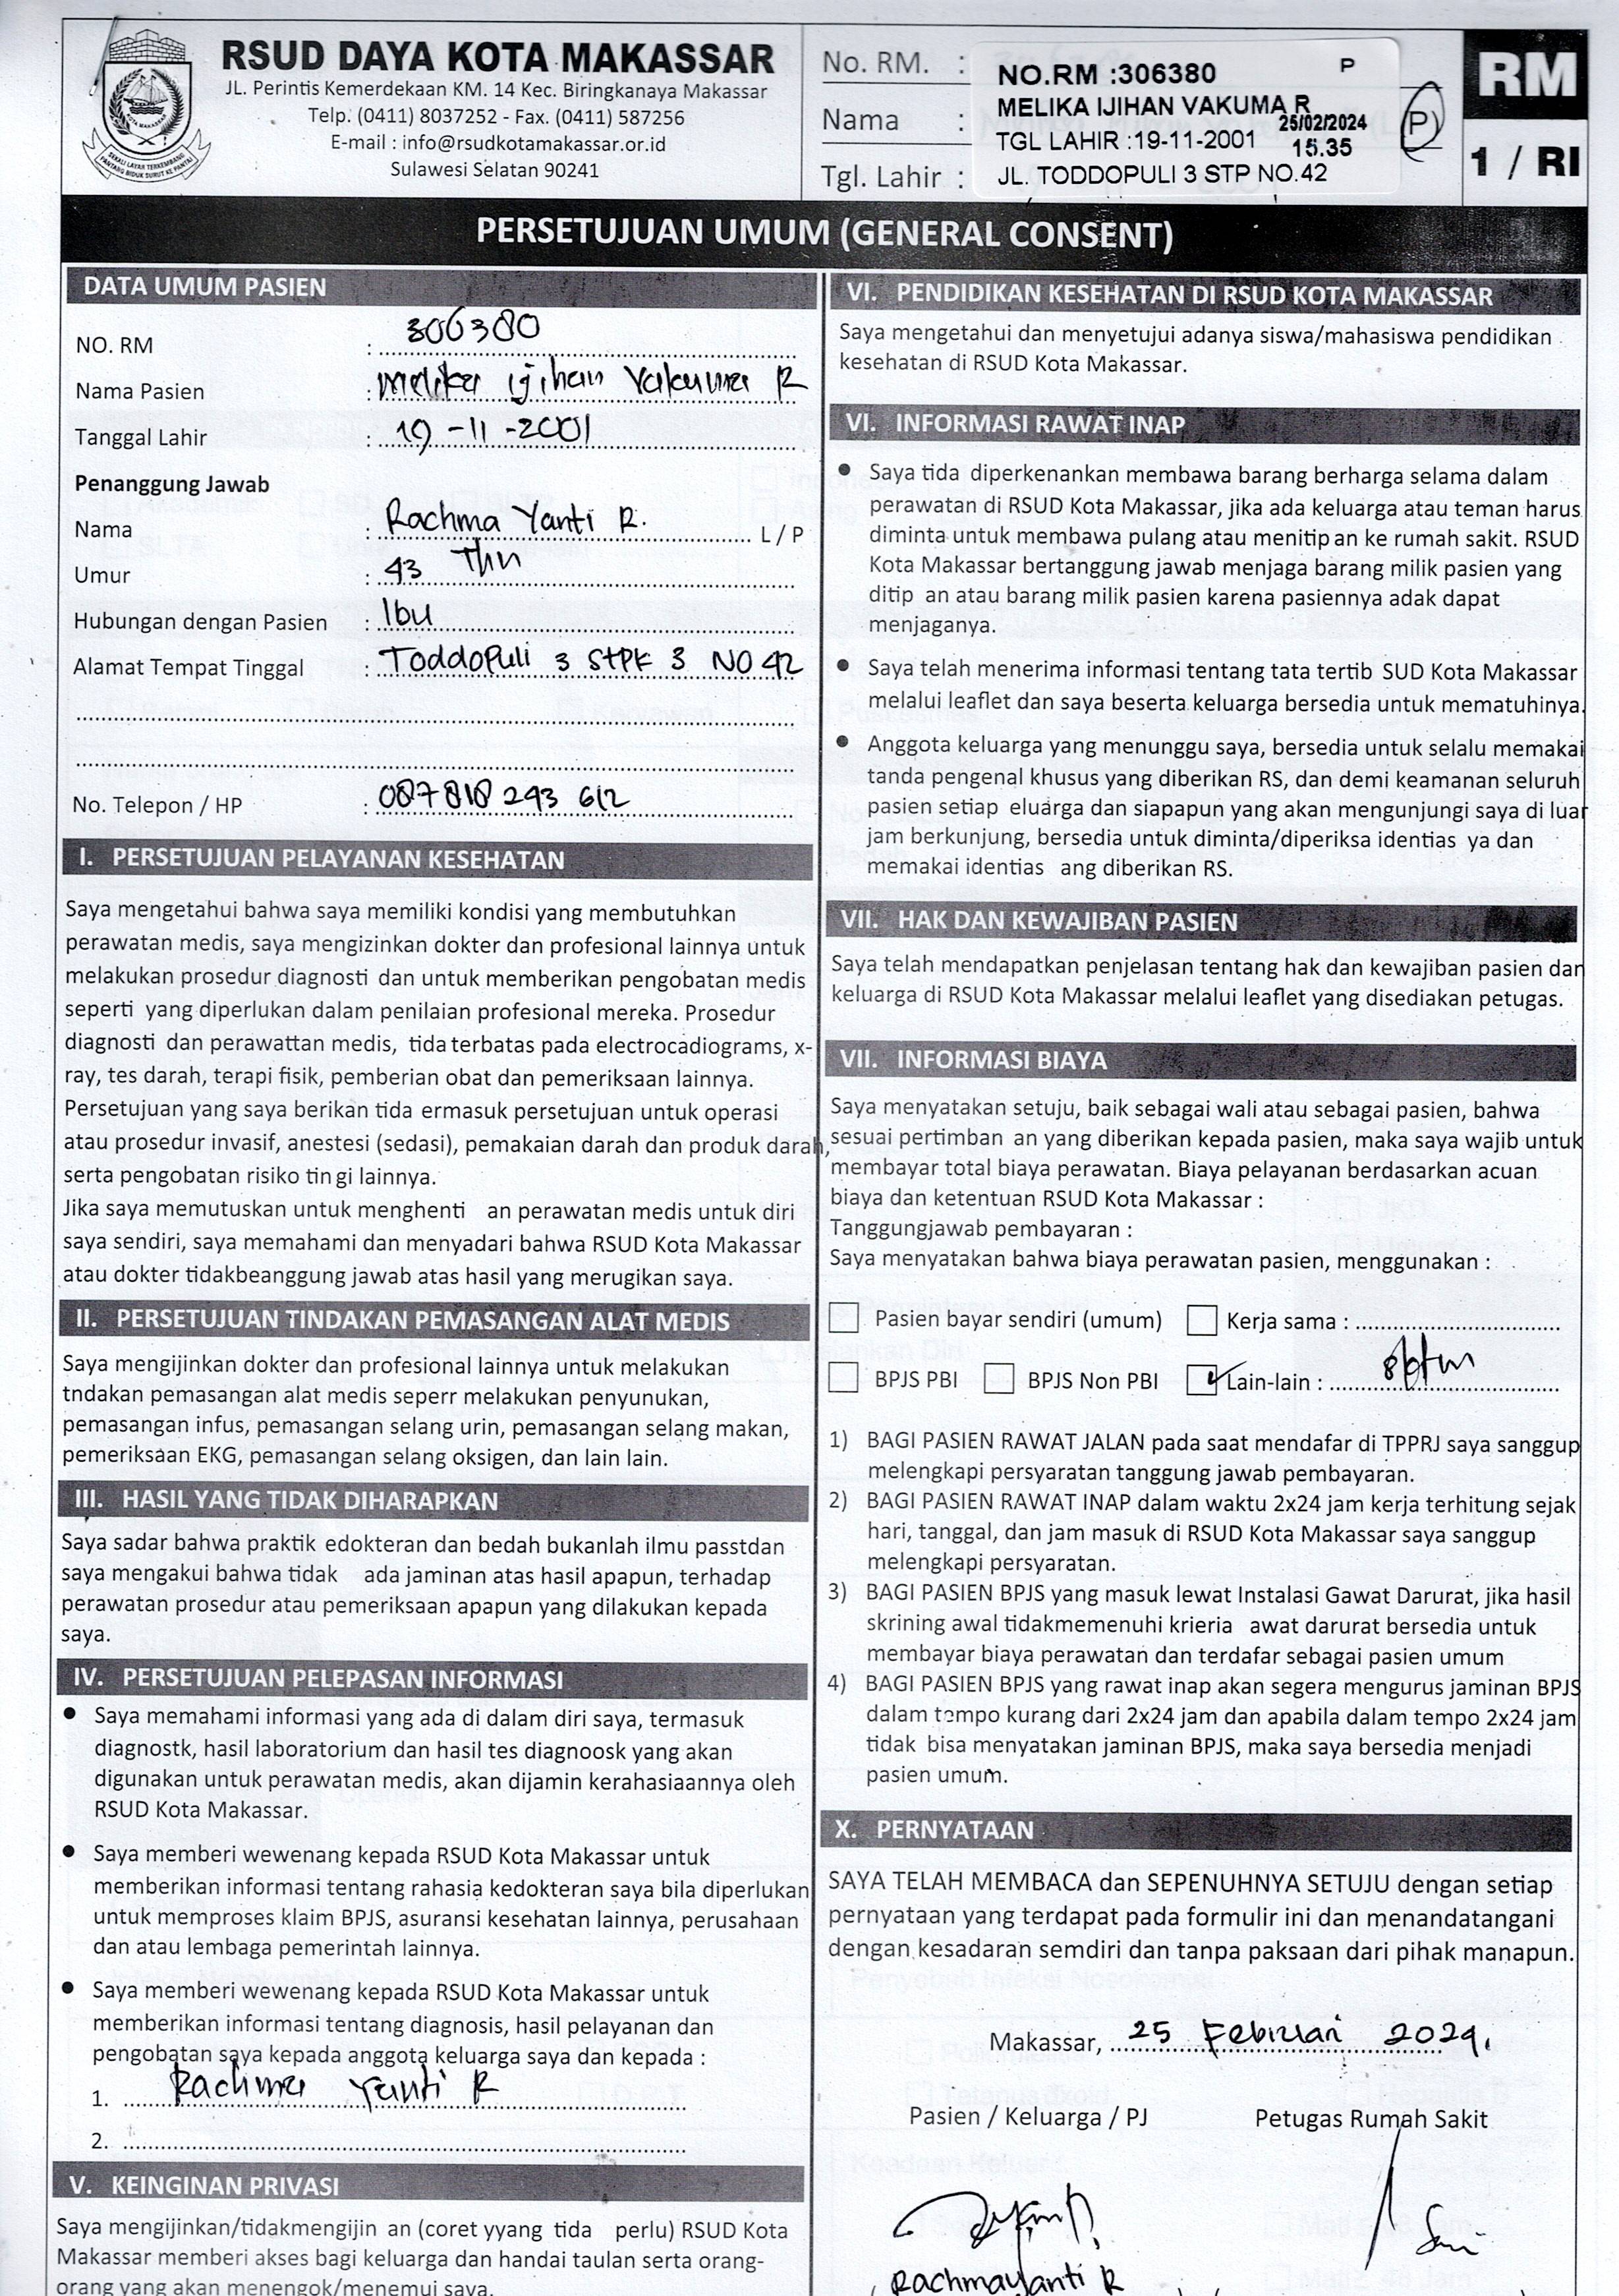 RSUD DAYA KOTA MAKASSAR
JL. Perintis Kemerdekaan KM. 14 Kec. Biringkanaya Makassar
Telp. (0411) 8037252 - Fax. (0411) 587256
E-mail : info@rsudkotamakassar.or.id
Sulawesi Selatan 90241
No. RM. :
Nama :
Tgl. Lahir :
NO.RM :306380 P
MELIKA IJIHAN VAKUMA R
25/02/2024
TGL LAHIR :19-11-2001 15.35
JL. TODDOPULI 3 STP NO.42
P)
RM
1 / RI
PERSETUJUAN UMUM (GENERAL CONSENT)
DATA UMUM PASIEN
NO. RM : 306380
Nama Pasien : Melika ijihan Vakuma R
Tanggal Lahir : 19 -11 -2001
Penanggung Jawab
Nama : Rachma Yanti R. L / P
Umur : 43 Thn
Hubungan dengan Pasien : Ibu
Alamat Tempat Tinggal : Toddopuli 3 StPK 3 NO 42
No. Telepon / HP : 087818 243 612
I. PERSETUJUAN PELAYANAN KESEHATAN
Saya mengetahui bahwa saya memiliki kondisi yang membutuhkan
perawatan medis, saya mengizinkan dokter dan profesional lainnya untuk
melakukan prosedur diagnosti dan untuk memberikan pengobatan medis
seperti yang diperlukan dalam penilaian profesional mereka. Prosedur
diagnosti dan perawattan medis, tida terbatas pada electrocadiograms, x-
ray, tes darah, terapi fisik, pemberian obat dan pemeriksaan lainnya.
Persetujuan yang saya berikan tida ermasuk persetujuan untuk operasi
atau prosedur invasif, anestesi (sedasi), pemakaian darah dan produk darah,
serta pengobatan risiko tin gi lainnya.
Jika saya memutuskan untuk menghenti an perawatan medis untuk diri
saya sendiri, saya memahami dan menyadari bahwa RSUD Kota Makassar
atau dokter tidakbeanggung jawab atas hasil yang merugikan saya.
II. PERSETUJUAN TINDAKAN PEMASANGAN ALAT MEDIS
Saya mengijinkan dokter dan profesional lainnya untuk melakukan
tndakan pemasangan alat medis seperr melakukan penyunukan,
pemasangan infus, pemasangan selang urin, pemasangan selang makan,
pemeriksaan EKG, pemasangan selang oksigen, dan lain lain.
III. HASIL YANG TIDAK DIHARAPKAN
Saya sadar bahwa praktik edokteran dan bedah bukanlah ilmu passtdan
saya mengakui bahwa tidak ada jaminan atas hasil apapun, terhadap
perawatan prosedur atau pemeriksaan apapun yang dilakukan kepada
saya.
IV. PERSETUJUAN PELEPASAN INFORMASI
● Saya memahami informasi yang ada di dalam diri saya, termasuk
diagnostk, hasil laboratorium dan hasil tes diagnoosk yang akan
digunakan untuk perawatan medis, akan dijamin kerahasiaannya oleh
RSUD Kota Makassar.
● Saya memberi wewenang kepada RSUD Kota Makassar untuk
memberikan informasi tentang rahasia kedokteran saya bila diperlukan
untuk memproses klaim BPJS, asuransi kesehatan lainnya, perusahaan
dan atau lembaga pemerintah lainnya.
● Saya memberi wewenang kepada RSUD Kota Makassar untuk
memberikan informasi tentang diagnosis, hasil pelayanan dan
pengobatan saya kepada anggota keluarga saya dan kepada :
1. Rachma Yanti R
2.
V. KEINGINAN PRIVASI
Saya mengijinkan/tidakmengijin an (coret yyang tida perlu) RSUD Kota
Makassar memberi akses bagi keluarga dan handai taulan serta orang-
orang yang akan menengok/menemui saya.
VI. PENDIDIKAN KESEHATAN DI RSUD KOTA MAKASSAR
Saya mengetahui dan menyetujui adanya siswa/mahasiswa pendidikan
kesehatan di RSUD Kota Makassar.
VI. INFORMASI RAWAT INAP
● Saya tida diperkenankan membawa barang berharga selama dalam
perawatan di RSUD Kota Makassar, jika ada keluarga atau teman harus
diminta untuk membawa pulang atau menitip an ke rumah sakit. RSUD
Kota Makassar bertanggung jawab menjaga barang milik pasien yang
ditip an atau barang milik pasien karena pasiennya adak dapat
menjaganya.
● Saya telah menerima informasi tentang tata tertib SUD Kota Makassar
melalui leaflet dan saya beserta keluarga bersedia untuk mematuhinya.
● Anggota keluarga yang menunggu saya, bersedia untuk selalu memakai
tanda pengenal khusus yang diberikan RS, dan demi keamanan seluruh
pasien setiap eluarga dan siapapun yang akan mengunjungi saya di luar
jam berkunjung, bersedia untuk diminta/diperiksa identias ya dan
memakai identias ang diberikan RS.
VII. HAK DAN KEWAJIBAN PASIEN
Saya telah mendapatkan penjelasan tentang hak dan kewajiban pasien dan
keluarga di RSUD Kota Makassar melalui leaflet yang disediakan petugas.
VII. INFORMASI BIAYA
Saya menyatakan setuju, baik sebagai wali atau sebagai pasien, bahwa
sesuai pertimban an yang diberikan kepada pasien, maka saya wajib untuk
membayar total biaya perawatan. Biaya pelayanan berdasarkan acuan
biaya dan ketentuan RSUD Kota Makassar :
Tanggungjawab pembayaran :
Saya menyatakan bahwa biaya perawatan pasien, menggunakan :
Pasien bayar sendiri (umum) Kerja sama :
BPJS PBI BPJS Non PBI Lain-lain :
1) BAGI PASIEN RAWAT JALAN pada saat mendafar di TPPRJ saya sanggup
melengkapi persyaratan tanggung jawab pembayaran.
2) BAGI PASIEN RAWAT INAP dalam waktu 2x24 jam kerja terhitung sejak
hari, tanggal, dan jam masuk di RSUD Kota Makassar saya sanggup
melengkapi persyaratan.
3) BAGI PASIEN BPJS yang masuk lewat Instalasi Gawat Darurat, jika hasil
skrining awal tidakmemenuhi krieria awat darurat bersedia untuk
membayar biaya perawatan dan terdafar sebagai pasien umum
4) BAGI PASIEN BPJS yang rawat inap akan segera mengurus jaminan BPJS
dalam tempo kurang dari 2x24 jam dan apabila dalam tempo 2x24 jam
tidak bisa menyatakan jaminan BPJS, maka saya bersedia menjadi
pasien umum.
X. PERNYATAAN
SAYA TELAH MEMBACA dan SEPENUHNYA SETUJU dengan setiap
pernyataan yang terdapat pada formulir ini dan menandatangani
dengan kesadaran semdiri dan tanpa paksaan dari pihak manapun.
Makassar, 25 Februari 2024.
Pasien / Keluarga / PJ Petugas Rumah Sakit
Rachmayanti R